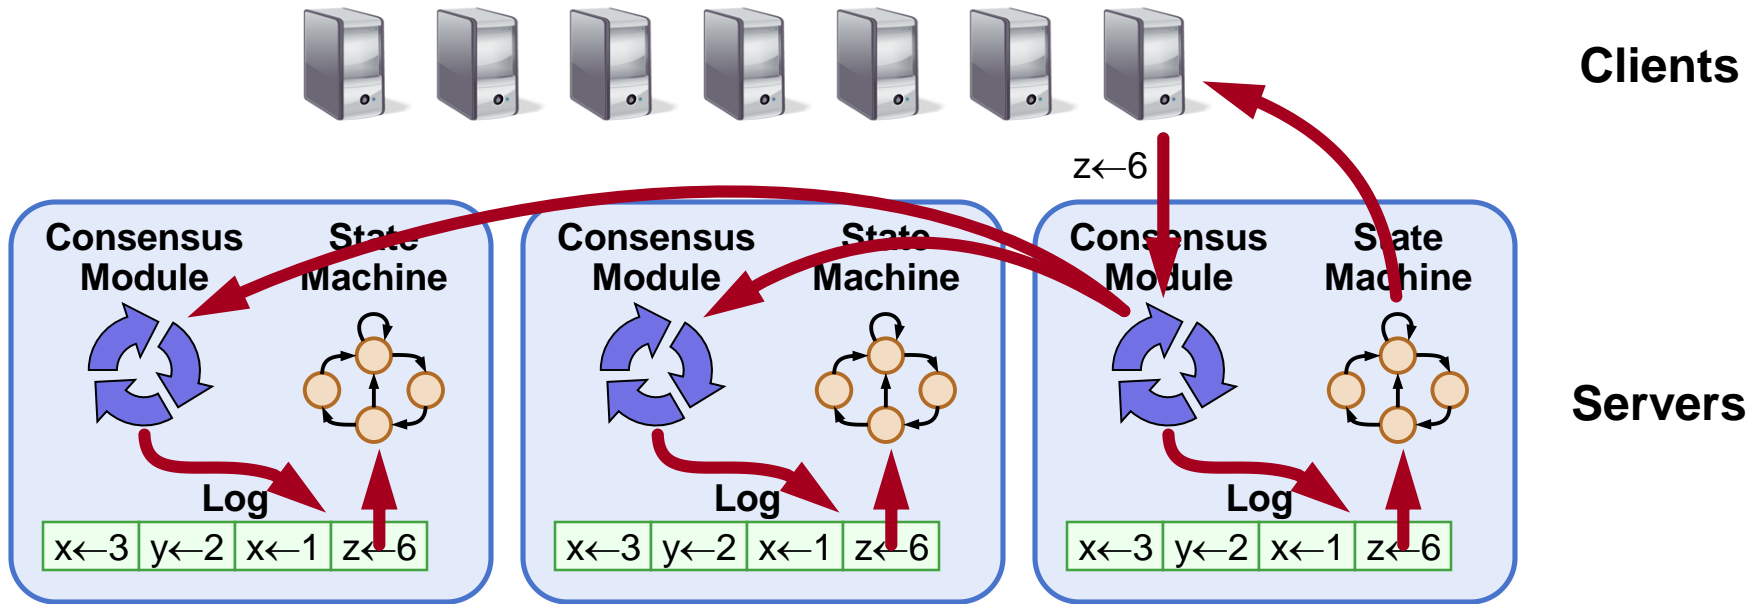 Clients
z←6
Consensus
Module
State
Machine
Log
x←3 y←2 x←1 z←6
Consensus
Module
State
Machine
Log
x←3 y←2 x←1 z←6
Consensus
Module
State
Machine
Log
x←3 y←2 x←1 z←6
Servers